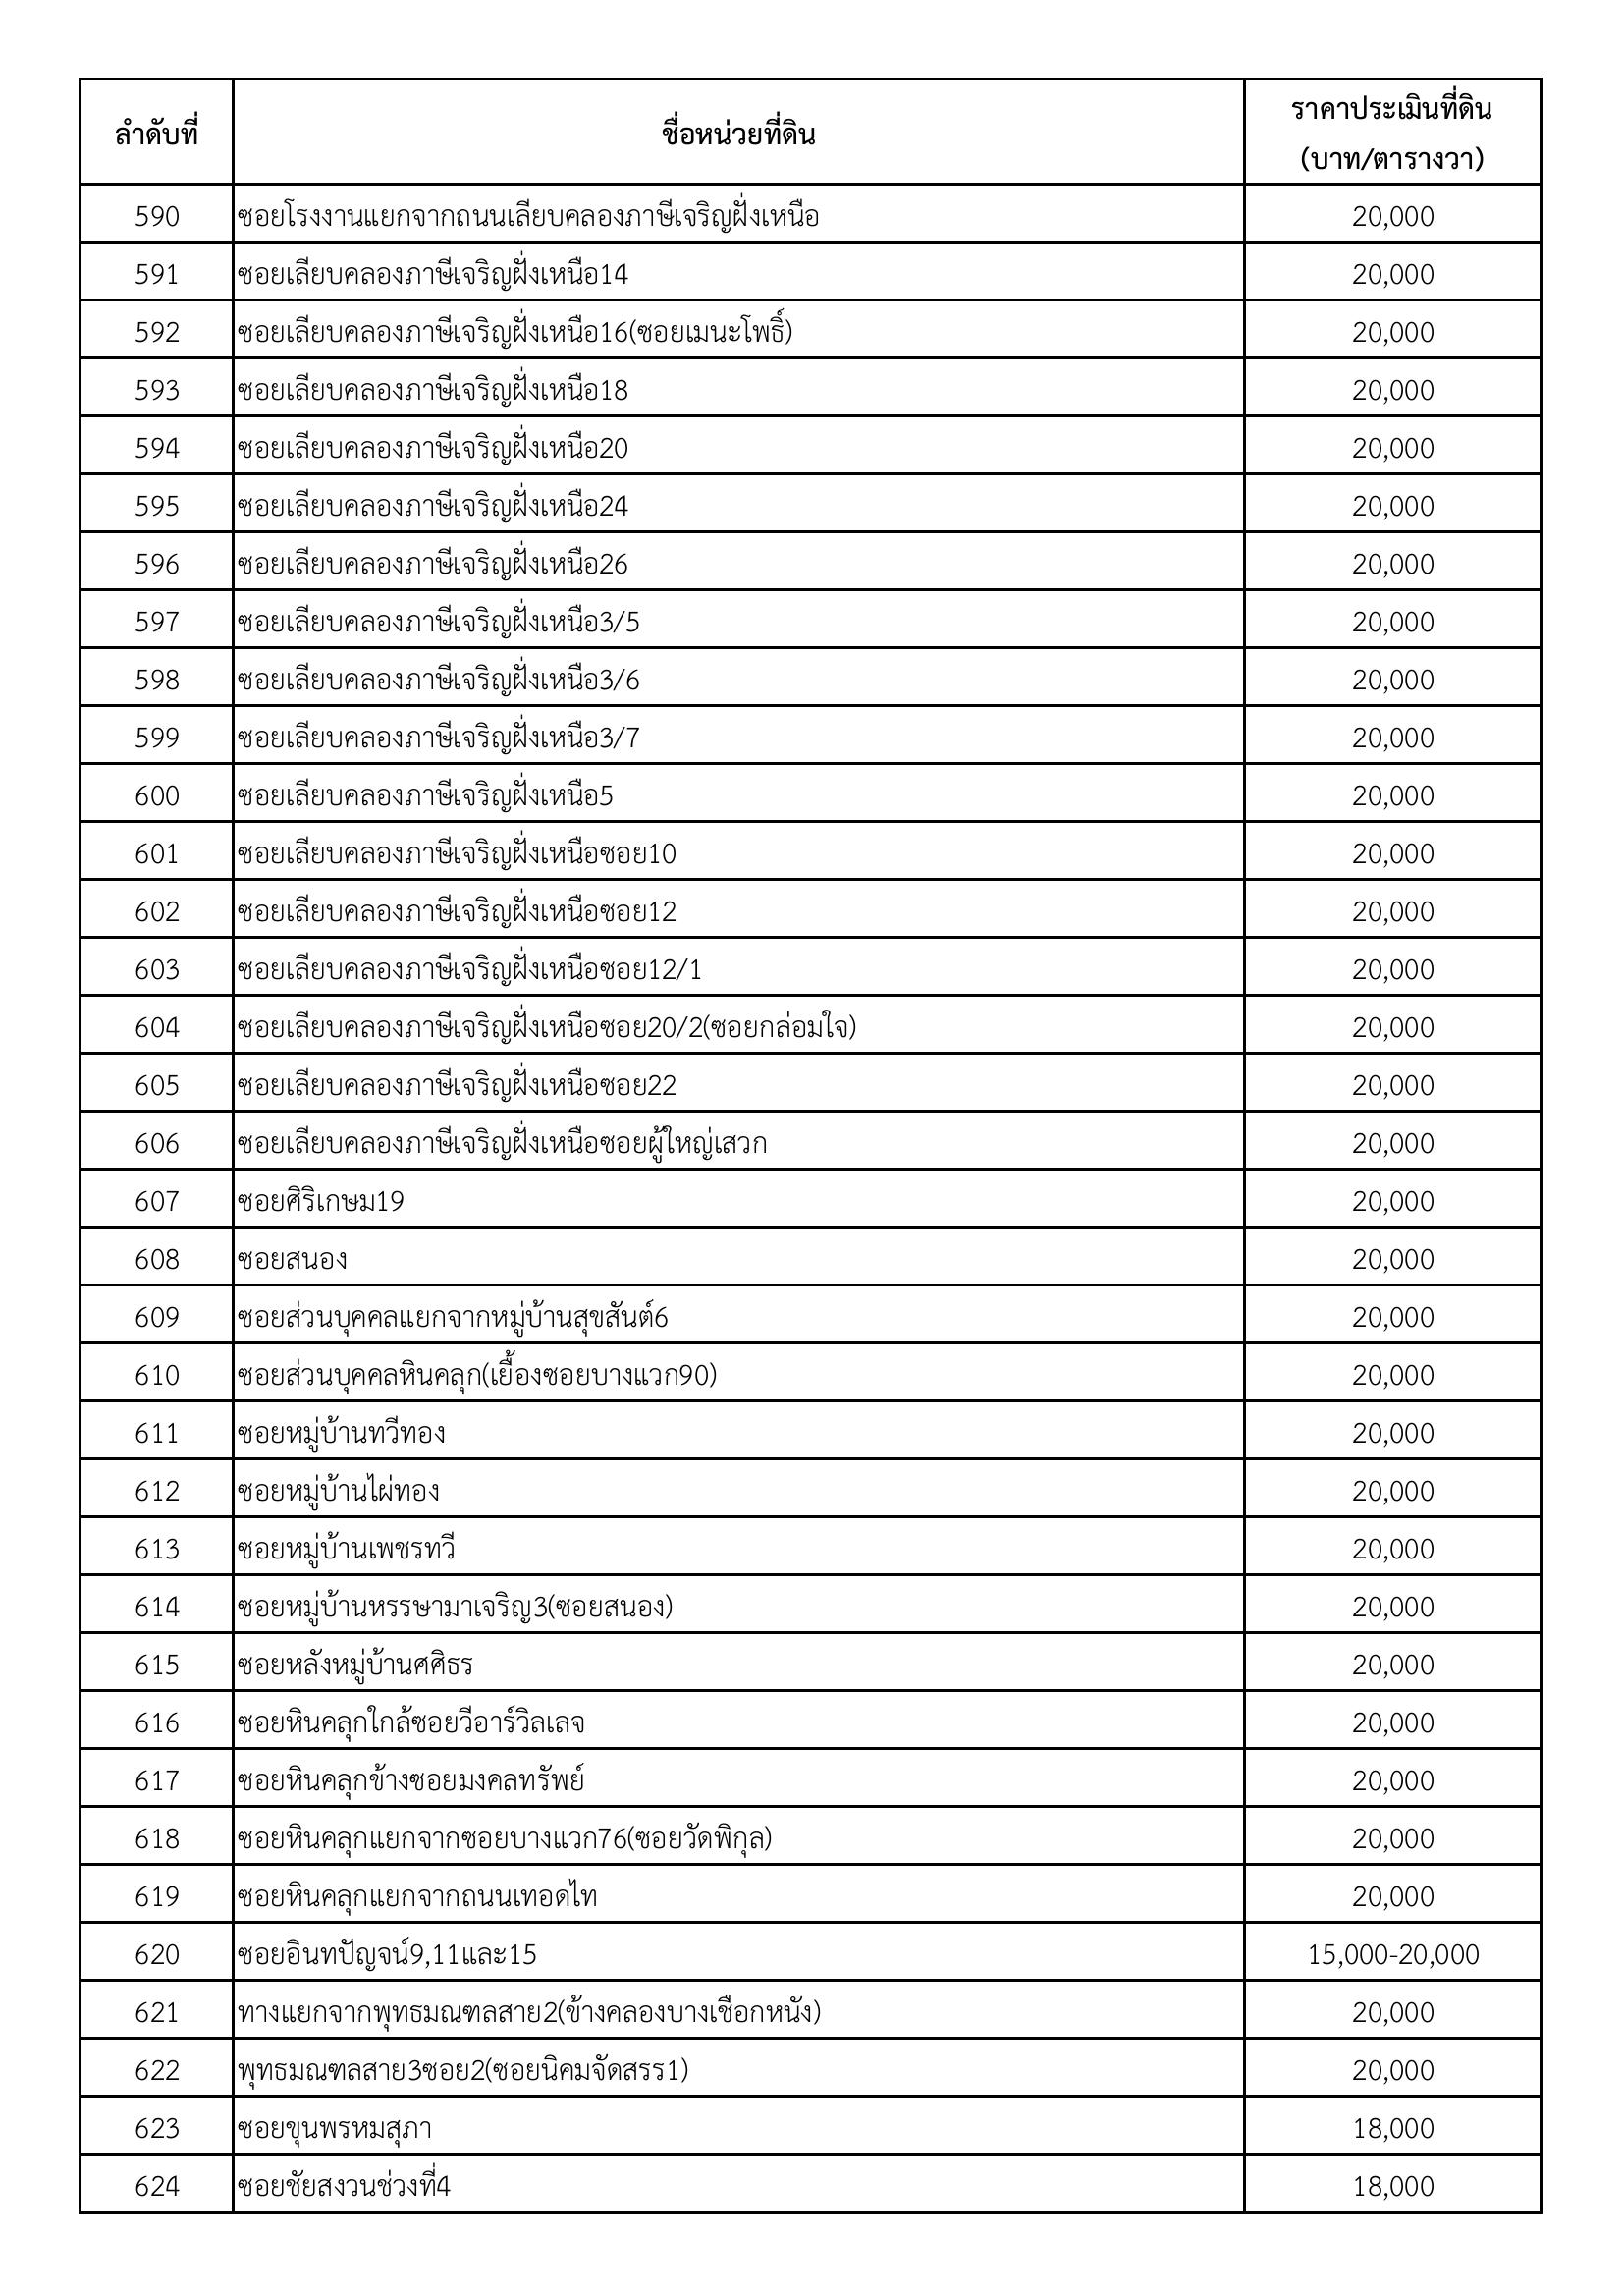 ลำดับที่ ชื่อหน่วยที่ดิน ราคาประเมินที่ดิน
(บาท/ตารางวา)
590 ซอยโรงงานแยกจากถนนเลียบคลองภาษีเจริญฝั่งเหนือ 20,000
591 ซอยเลียบคลองภาษีเจริญฝั่งเหนือ14 20,000
592 ซอยเลียบคลองภาษีเจริญฝั่งเหนือ16(ซอยเมนะโพธิ์) 20,000
593 ซอยเลียบคลองภาษีเจริญฝั่งเหนือ18 20,000
594 ซอยเลียบคลองภาษีเจริญฝั่งเหนือ20 20,000
595 ซอยเลียบคลองภาษีเจริญฝั่งเหนือ24 20,000
596 ซอยเลียบคลองภาษีเจริญฝั่งเหนือ26 20,000
597 ซอยเลียบคลองภาษีเจริญฝั่งเหนือ3/5 20,000
598 ซอยเลียบคลองภาษีเจริญฝั่งเหนือ3/6 20,000
599 ซอยเลียบคลองภาษีเจริญฝั่งเหนือ3/7 20,000
600 ซอยเลียบคลองภาษีเจริญฝั่งเหนือ5 20,000
601 ซอยเลียบคลองภาษีเจริญฝั่งเหนือซอย10 20,000
602 ซอยเลียบคลองภาษีเจริญฝั่งเหนือซอย12 20,000
603 ซอยเลียบคลองภาษีเจริญฝั่งเหนือซอย12/1 20,000
604 ซอยเลียบคลองภาษีเจริญฝั่งเหนือซอย20/2(ซอยกล่อมใจ) 20,000
605 ซอยเลียบคลองภาษีเจริญฝั่งเหนือซอย22 20,000
606 ซอยเลียบคลองภาษีเจริญฝั่งเหนือซอยผู้ใหญ่เสวก 20,000
607 ซอยศิริเกษม19 20,000
608 ซอยสนอง 20,000
609 ซอยส่วนบุคคลแยกจากหมู่บ้านสุขสันต์6 20,000
610 ซอยส่วนบุคคลหินคลุก(เยื้องซอยบางแวก90) 20,000
611 ซอยหมู่บ้านทวีทอง 20,000
612 ซอยหมู่บ้านไผ่ทอง 20,000
613 ซอยหมู่บ้านเพชรทวี 20,000
614 ซอยหมู่บ้านหรรษามาเจริญ3(ซอยสนอง) 20,000
615 ซอยหลังหมู่บ้านศศิธร 20,000
616 ซอยหินคลุกใกล้ซอยวีอาร์วิลเลจ 20,000
617 ซอยหินคลุกข้างซอยมงคลทรัพย์ 20,000
618 ซอยหินคลุกแยกจากซอยบางแวก76(ซอยวัดพิกุล) 20,000
619 ซอยหินคลุกแยกจากถนนเทอดไท 20,000
620 ซอยอินทปัญจน์9,11และ15 15,000-20,000
621 ทางแยกจากพุทธมณฑลสาย2(ข้างคลองบางเชือกหนัง) 20,000
622 พุทธมณฑลสาย3ซอย2(ซอยนิคมจัดสรร1) 20,000
623 ซอยขุนพรหมสุภา 18,000
624 ซอยชัยสงวนช่วงที่4 18,000